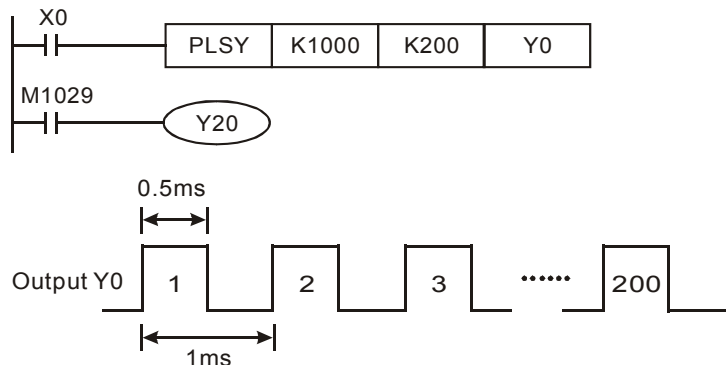 X0
PLSY K1000 K200 Y0
M1029
Y20
0.5ms
Output Y0 1 2 3 ...... 200
1ms